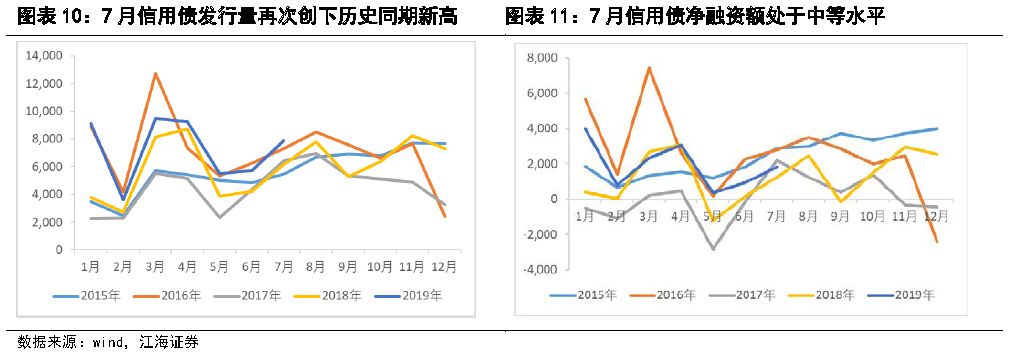 图表 10：7 月信用债发行量再次创下历史同期新高
14,000
12,000
10,000
8,000
6,000
4,000
2,000
0
1月 2月 3月 4月 5月 6月 7月 8月 9月 10月 11月 12月
2015年 2016年 2017年 2018年 2019年
图表 11：7 月信用债净融资额处于中等水平
8,000
6,000
4,000
2,000
0
-2,000
-4,000
1月 2月 3月 4月 5月 6月 7月 8月 9月 10月 11月 12月
2015年 2016年 2017年 2018年 2019年
数据来源：wind，江海证券